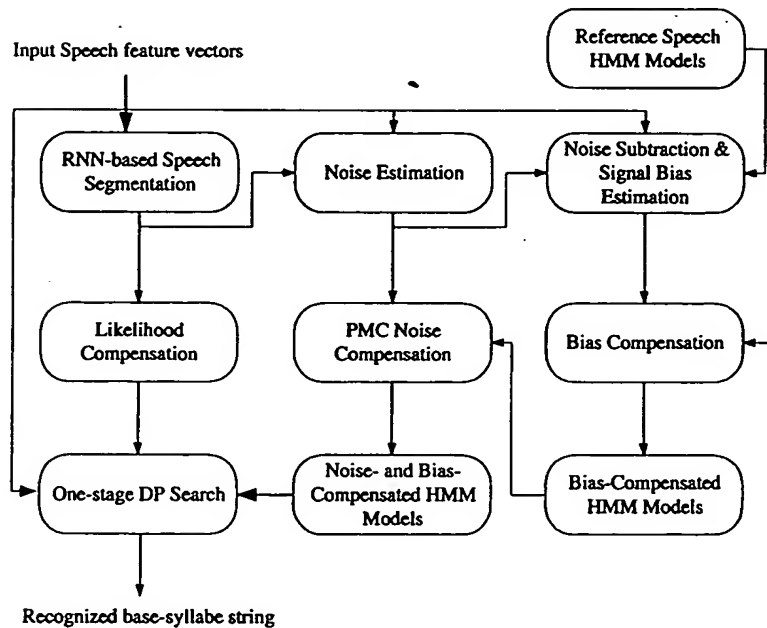 Input Speech feature vectors
Reference Speech
HMM Models
RNN-based Speech
Segmentation
Noise Estimation
Noise Subtraction &
Signal Bias
Estimation
Likelihood
Compensation
PMC Noise
Compensation
Bias Compensation
One-stage DP Search
Noise- and Bias-
Compensated HMM
Models
Bias-Compensated
HMM Models
Recognized base-syllabe string